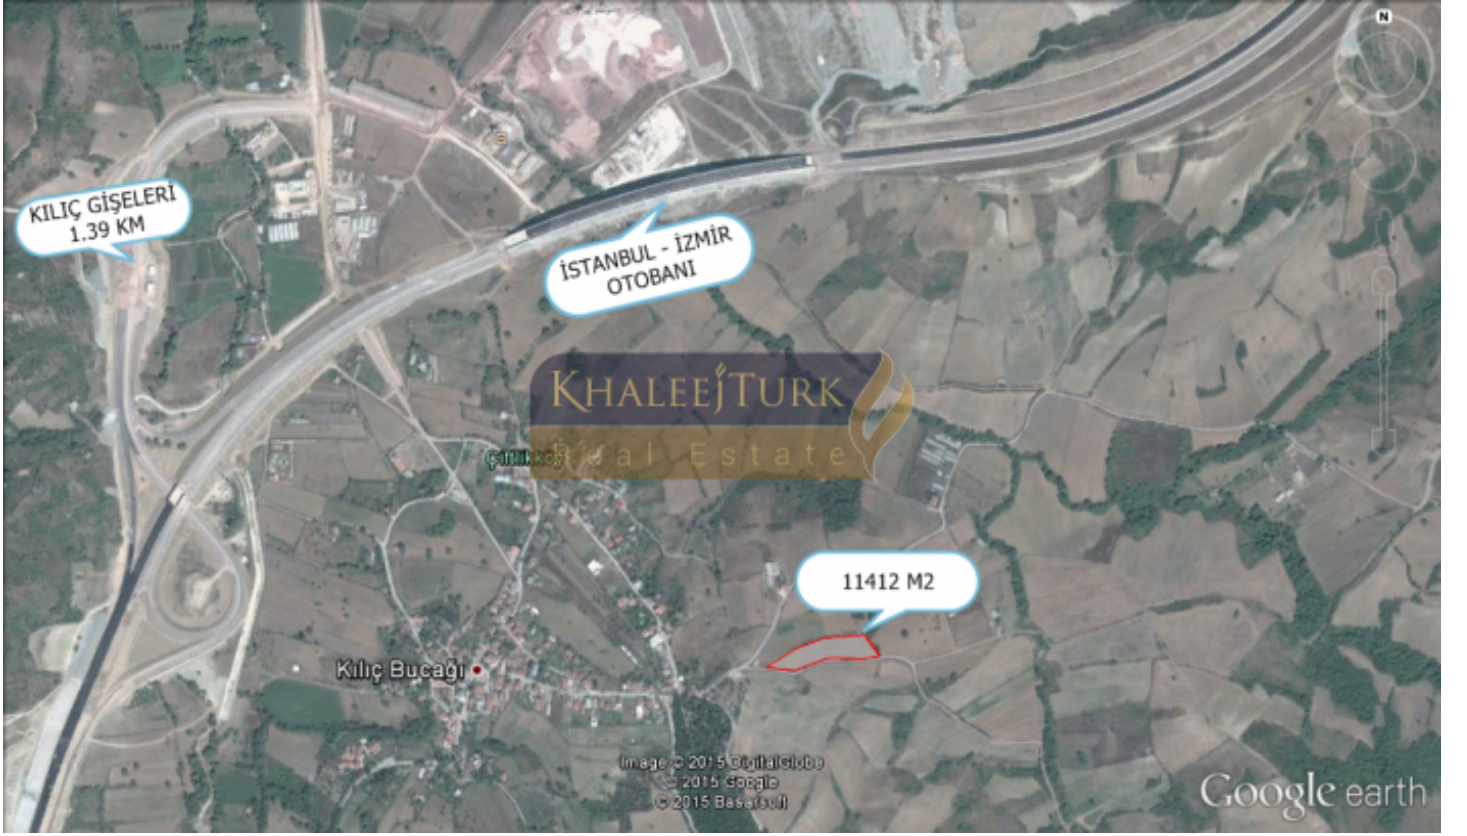 N
KILIÇ GİŞELERİ
1.39 KM
İSTANBUL - İZMİR
OTOBANI
KHALEEJTURK
Real Estate
Çiftlikköy
11412 M2
Kılıç Bucağı
Image © 2015 DigitalGlobe
© 2015 Google
© 2015 Basarsoft
Google earth